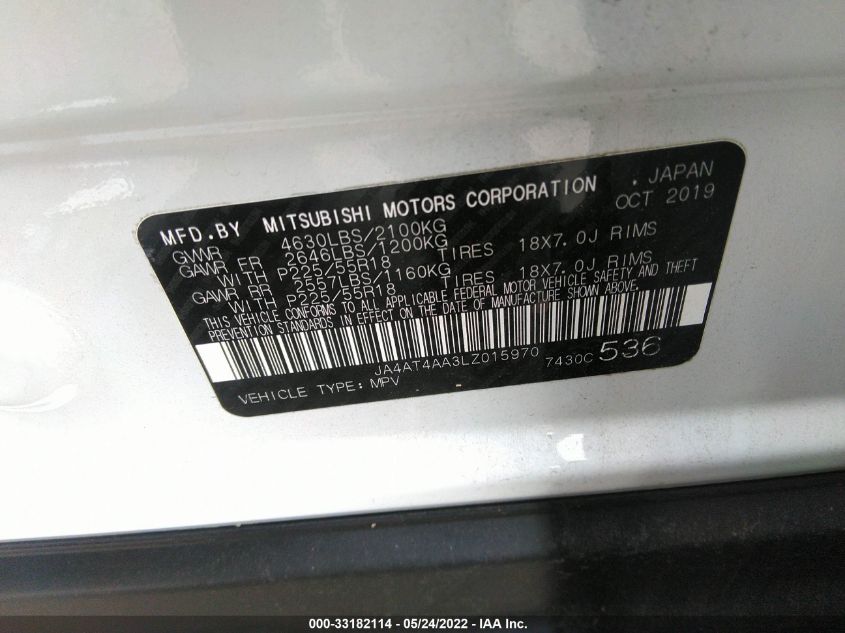 MFD.BY MITSUBISHI MOTORS CORPORATION . JAPAN
GVWR 4630LBS/2100KG OCT 2019
GAWR FR 2646LBS/1200KG
WITH P225/55R18 TIRES 18X7.0J RIMS
GAWR RR 2557LBS/1160KG
WITH P225/55R18 TIRES 18X7.0J RIMS
THIS VEHICLE CONFORMS TO ALL APPLICABLE FEDERAL MOTOR VEHICLE SAFETY AND THEFT
PREVENTION STANDARDS IN EFFECT ON THE DATE OF MANUFACTURE SHOWN ABOVE.
JA4AT4AA3LZ015970 7430C 536
VEHICLE TYPE: MPV
000-33182114 - 05/24/2022 - IAA Inc.